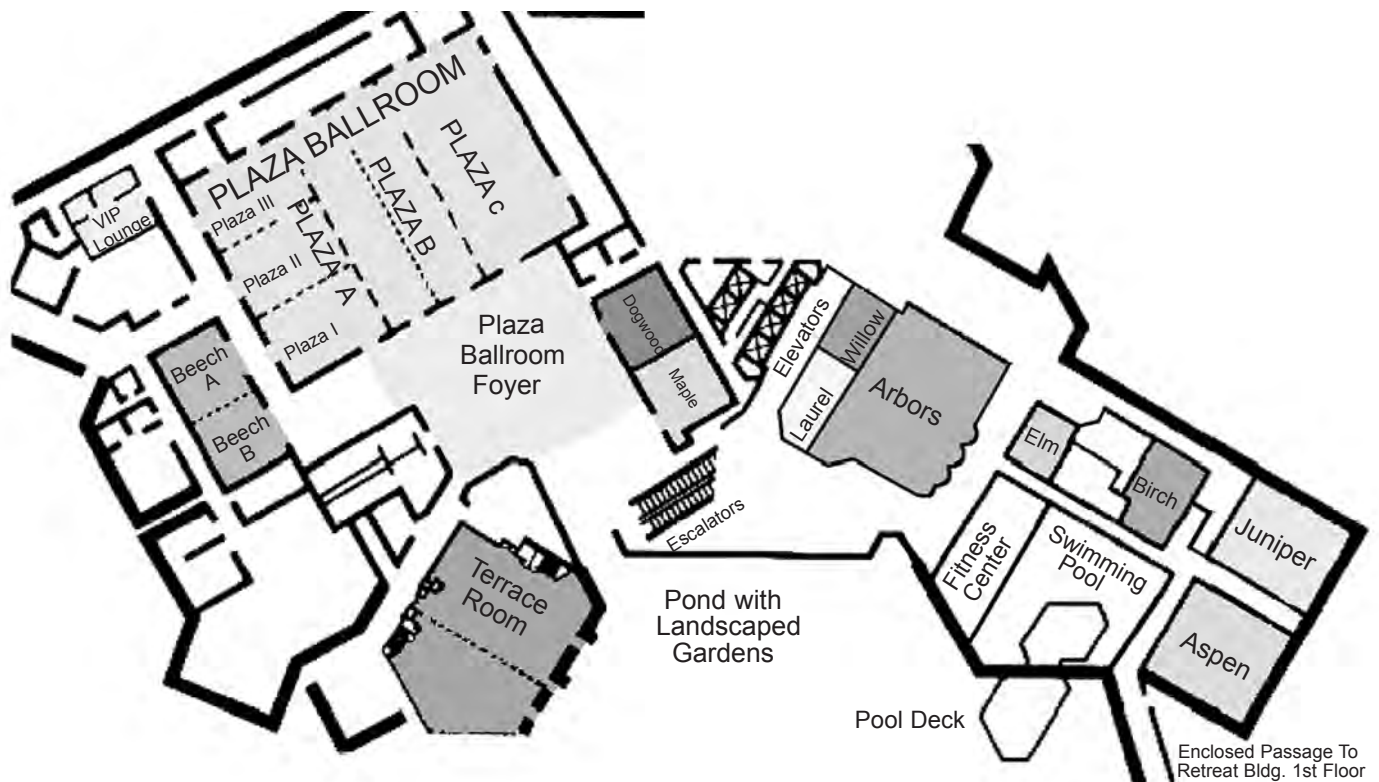 PLAZA BALLROOM
PLAZA c
PLAZA B
PLAZA A
Plaza III
Plaza II
Plaza I
VIP
Lounge
Beech
A
Beech
B
Plaza
Ballroom
Foyer
Dogwood
Maple
Elevators
Willow
Laurel
Arbors
Escalators
Terrace
Room
Elm
Birch
Juniper
Aspen
Fitness
Center
Swimming
Pool
Pond with
Landscaped
Gardens
Pool Deck
Enclosed Passage To
Retreat Bldg. 1st Floor